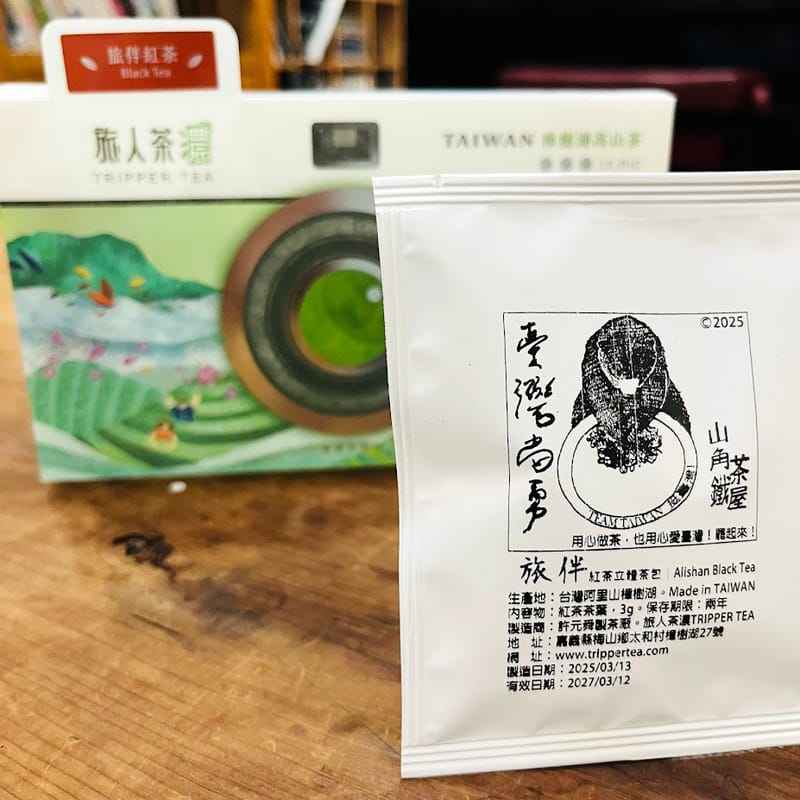 旅伴紅茶
Black Tea
旅人茶濃
TRIPPER TEA
TAIWAN 樟樹湖高山茶
©2025
臺灣尚勇
山角鐵
茶屋
TEAM TAIWAN
用心做茶，也用心愛臺灣！罷起來！
旅伴 紅茶立體茶包｜Alishan Black Tea
生產地：台灣阿里山樟樹湖。Made in TAIWAN
內容物：紅茶茶葉，3g。保存期限：兩年
製造商：許元舜製茶廠。旅人茶濃TRIPPER TEA
地 址：嘉義縣梅山鄉太和村樟樹湖27號
網 址：www.trippertea.com
製造日期：2025/03/13
有效日期：2027/03/12